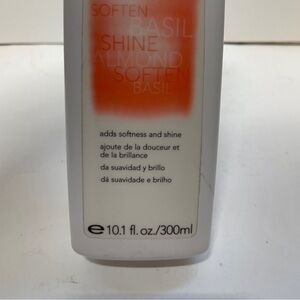 SOFTEN
BASIL
SHINE
ALMOND
SOFTEN
BASIL
adds softness and shine
ajoute de la douceur et
de la brillance
da suavidad y brillo
dá suavidade e brilho
e 10.1 fl. oz./300ml